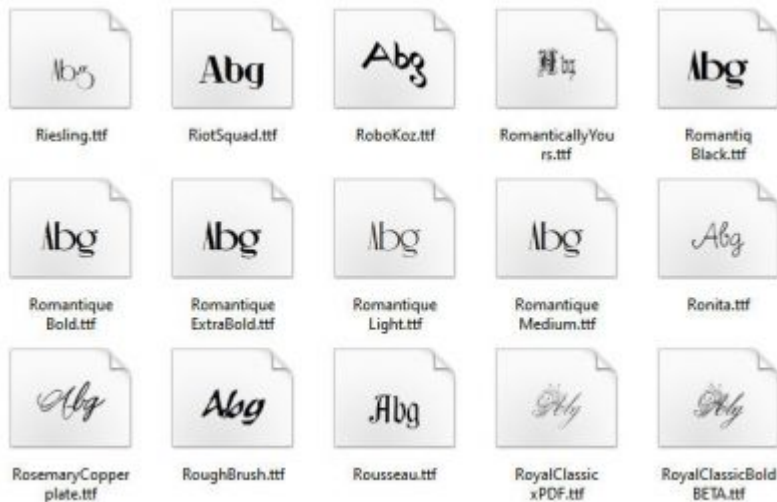 Abg Abg Abg Abg Abg
Riesling.ttf RiotSquad.ttf RoboKoz.ttf RomanticallyYou Romantiq
rs.ttf Black.ttf
Abg Abg Abg Abg Abg
Romantique Romantique Romantique Romantique Ronita.ttf
Bold.ttf ExtraBold.ttf Light.ttf Medium.ttf
Abg Abg Abg
RosemaryCopper RoughBrush.ttf Rousseau.ttf RoyalClassic RoyalClassicBold
plate.ttf xPDF.ttf BETA.ttf